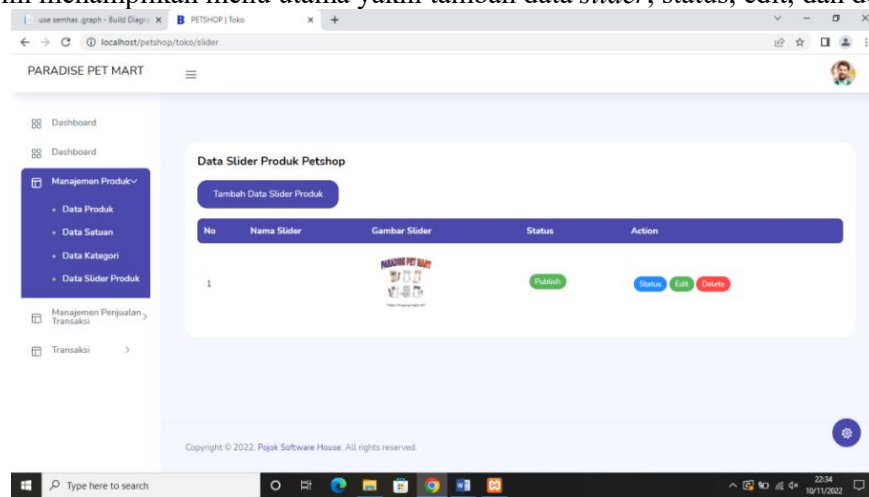 ini menampilkan menu utama yakin tambah data slider, status, edit, dan
use semhas .graph - Build Diagr
PETSHOP | Toko
localhost/petshop/toko/slider
PARADISE PET MART
Dashboard
Dashboard
Manajemen Produk
Data Produk
Data Satuan
Data Kategori
Data Slider Produk
Manajemen Penjualan
Transaksi
Transaksi
Data Slider Produk Petshop
Tambah Data Slider Produk
No Nama Slider Gambar Slider Status Action
PARADISE PET MART
1 Publish Status Edit Delete
Copyright © 2022. Pojok Software House. All rights reserved.
Type here to search
22:34
10/11/2022